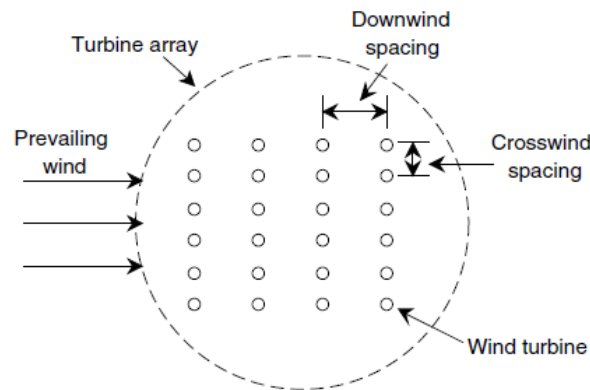 Downwind
spacing
Turbine array
Prevailing
wind
Crosswind
spacing
Wind turbine